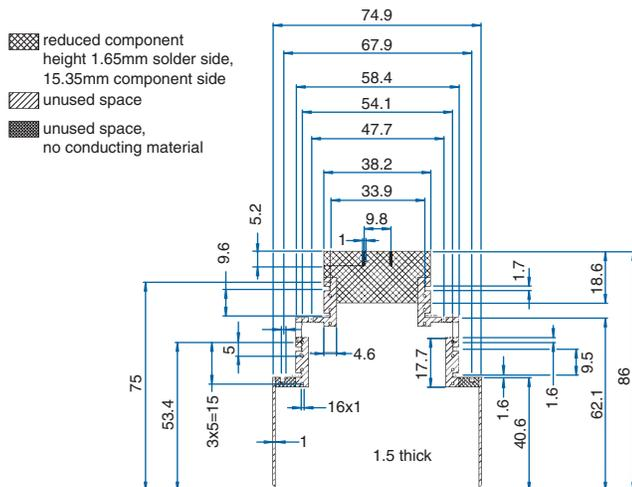 74.9
67.9
58.4
54.1
47.7
38.2
33.9
9.8
reduced component
height 1.65mm solder side,
15.35mm component side
unused space
unused space,
no conducting material
5.2
1
9.6
1.7
18.6
5
4.6
17.7
9.5
1.6
1.6
75
53.4
3x5=15
16x1
1
1.5 thick
40.6
62.1
86